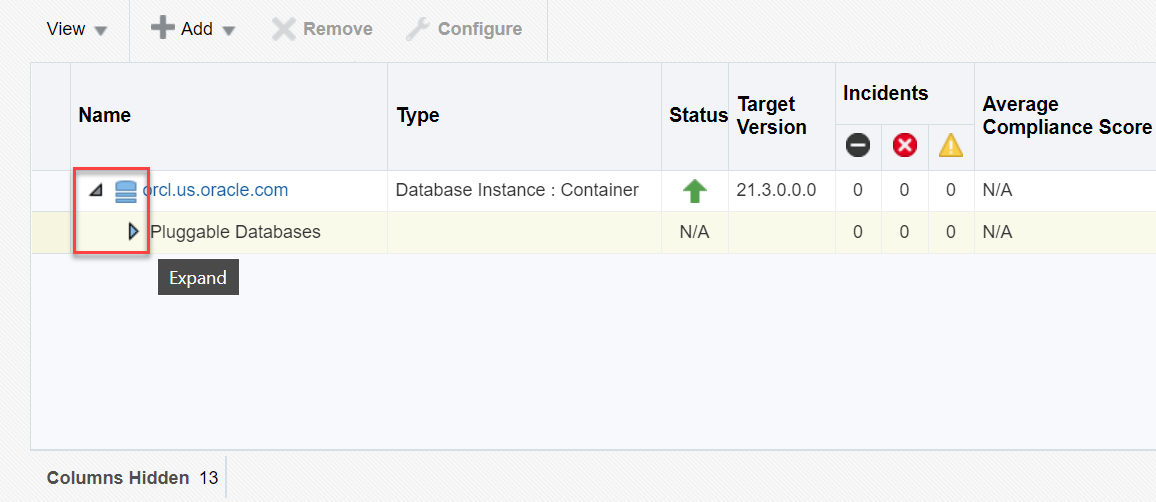 View Add Remove Configure
Name Type Status Target Version Incidents Average Compliance Score
orcl.us.oracle.com Database Instance : Container 21.3.0.0.0 0 0 0 N/A
Pluggable Databases N/A 0 0 0 N/A
Expand
Columns Hidden 13